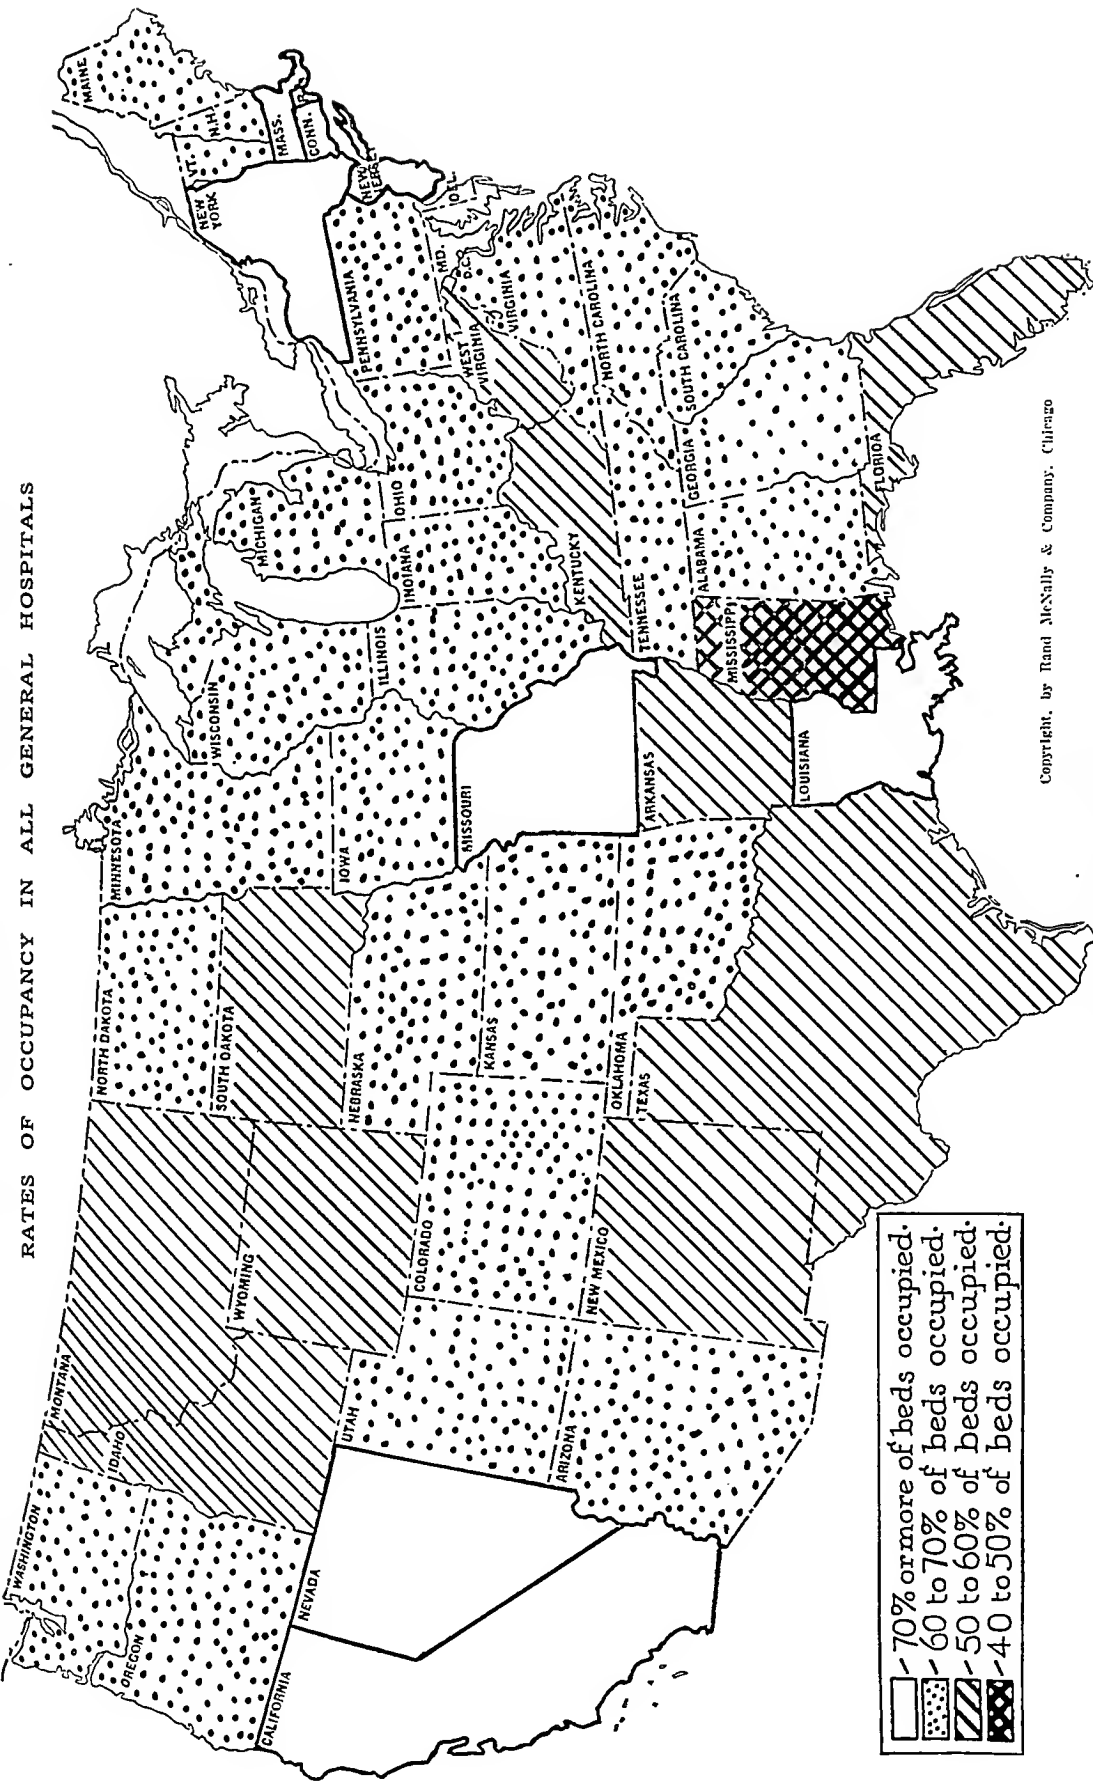 RATES OF OCCUPANCY IN ALL GENERAL HOSPITALS
WASHINGTON
OREGON
CALIFORNIA
NEVADA
IDAHO
MONTANA
WYOMING
UTAH
ARIZONA
COLORADO
NEW MEXICO
NORTH DAKOTA
SOUTH DAKOTA
NEBRASKA
KANSAS
OKLAHOMA
TEXAS
MINNESOTA
IOWA
MISSOURI
ARKANSAS
LOUISIANA
WISCONSIN
ILLINOIS
MICHIGAN
INDIANA
OHIO
KENTUCKY
TENNESSEE
MISSISSIPPI
ALABAMA
GEORGIA
FLORIDA
SOUTH CAROLINA
NORTH CAROLINA
VIRGINIA
WEST
VIRGINIA
MD.
D.C.
DEL.
PENNSYLVANIA
NEW
JERSEY
NEW
YORK
CONN.
R.I.
MASS.
VT.
N.H.
MAINE
70% or more of beds occupied.
60 to 70% of beds occupied.
50 to 60% of beds occupied.
40 to 50% of beds occupied.
Copyright, by Rand McNally & Company, Chicago